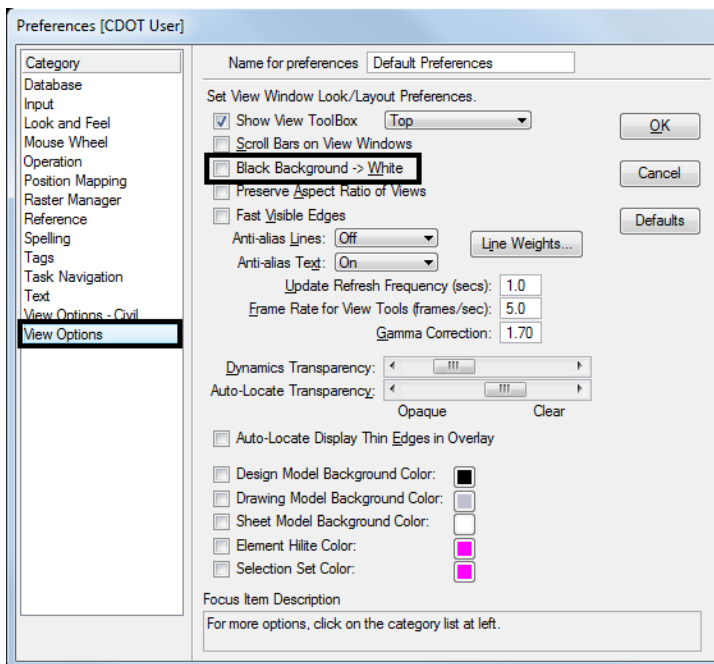 Preferences [CDOT User]
Category
Database
Input
Look and Feel
Mouse Wheel
Operation
Position Mapping
Raster Manager
Reference
Spelling
Tags
Task Navigation
Text
View Options - Civil
View Options
Name for preferences Default Preferences
Set View Window Look/Layout Preferences.
Show View ToolBox Top
Scroll Bars on View Windows
Black Background -> White
Preserve Aspect Ratio of Views
Fast Visible Edges
Anti-alias Lines: Off
Line Weights...
Anti-alias Text: On
Update Refresh Frequency (secs): 1.0
Frame Rate for View Tools (frames/sec): 5.0
Gamma Correction: 1.70
Dynamics Transparency:
Auto-Locate Transparency:
Opaque Clear
Auto-Locate Display Thin Edges in Overlay
Design Model Background Color:
Drawing Model Background Color:
Sheet Model Background Color:
Element Hilite Color:
Selection Set Color:
Focus Item Description
For more options, click on the category list at left.
OK
Cancel
Defaults